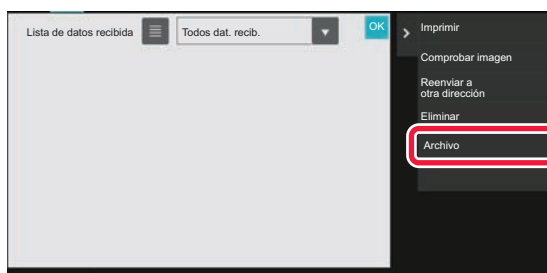 Lista de datos recibida
Todos dat. recib.
OK
Imprimir
Comprobar imagen
Reenviar a
otra dirección
Eliminar
Archivo